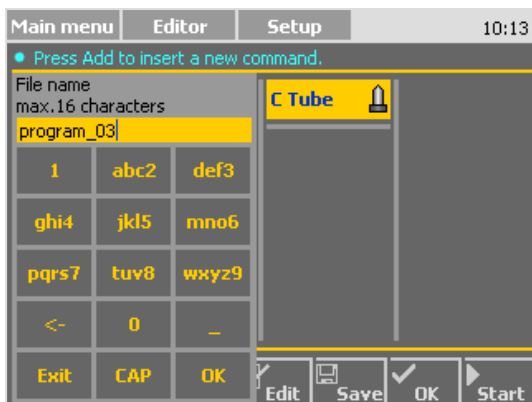 Main menu Editor Setup 10:13
• Press Add to insert a new command.
File name
max.16 characters
program_03
C Tube
1 abc2 def3
ghi4 jkl5 mno6
pqrs7 tuv8 wxyz9
<- 0 _
Exit CAP OK
Edit Save OK Start